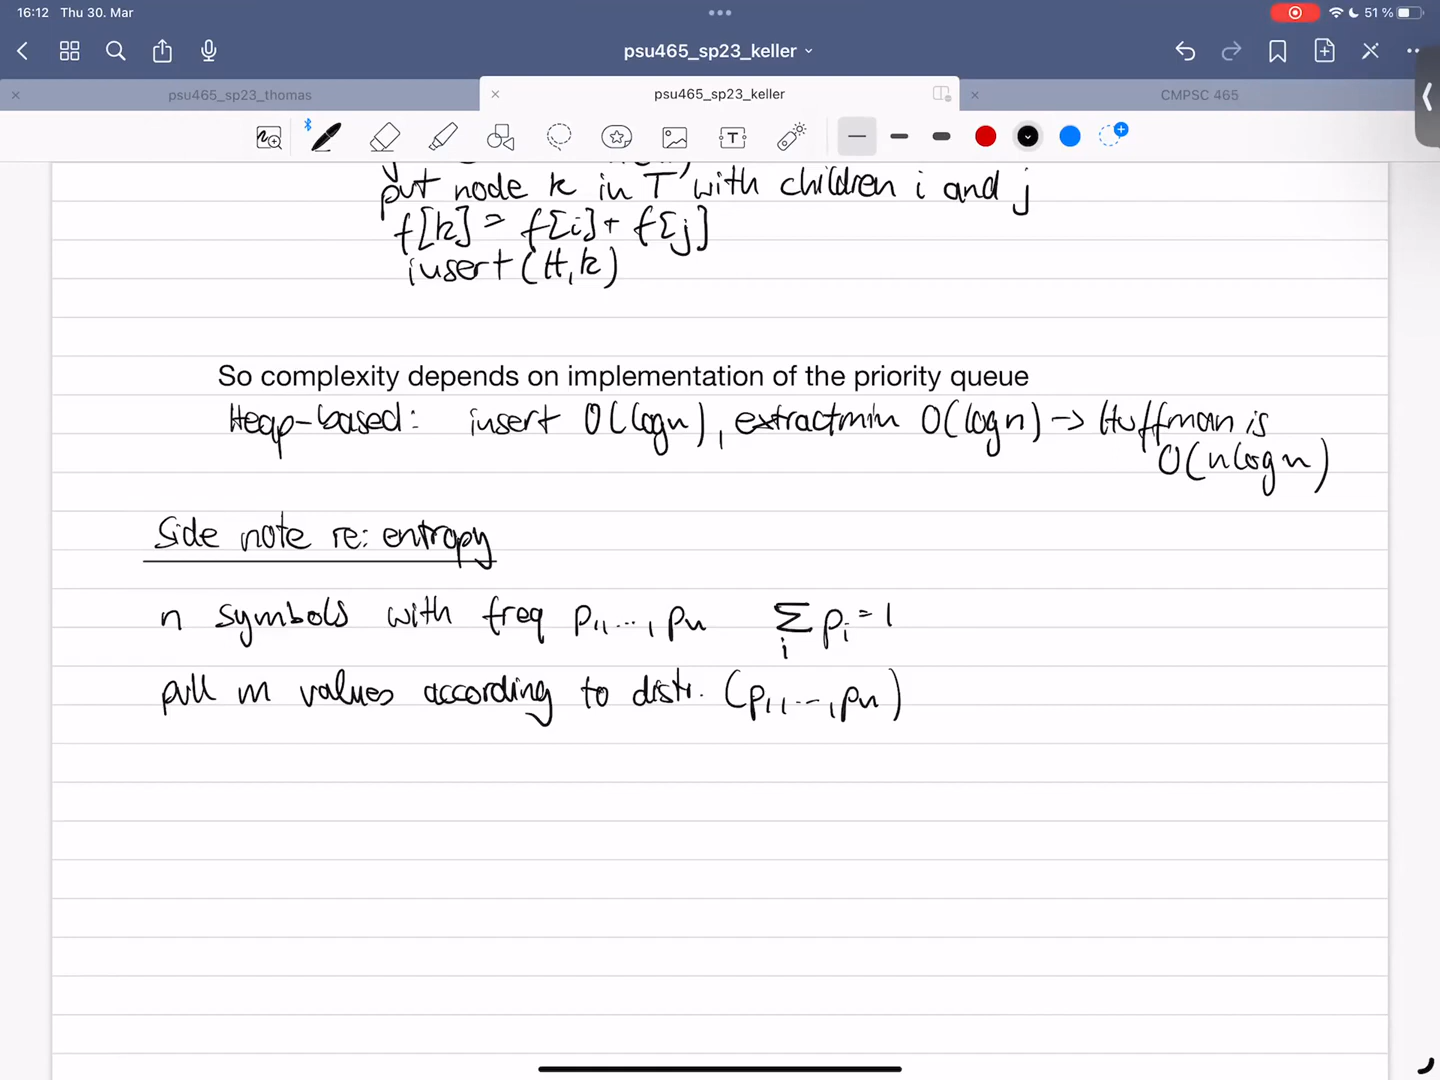 16:12 Thu 30. Mar
51 %
psu465_sp23_keller
psu465_sp23_thomas
psu465_sp23_keller
CMPSC 465
put node k in T with children i and j
f[k] = f[i] + f[j]
insert (H, k)
So complexity depends on implementation of the priority queue
Heap-based: insert O(log n), extractmin O(log n) → Huffman is
O(n log n)
Side note re: entropy
n symbols with freq p₁, ..., pₙ ∑ᵢ pᵢ = 1
pull m values according to distr. (p₁, ..., pₙ)